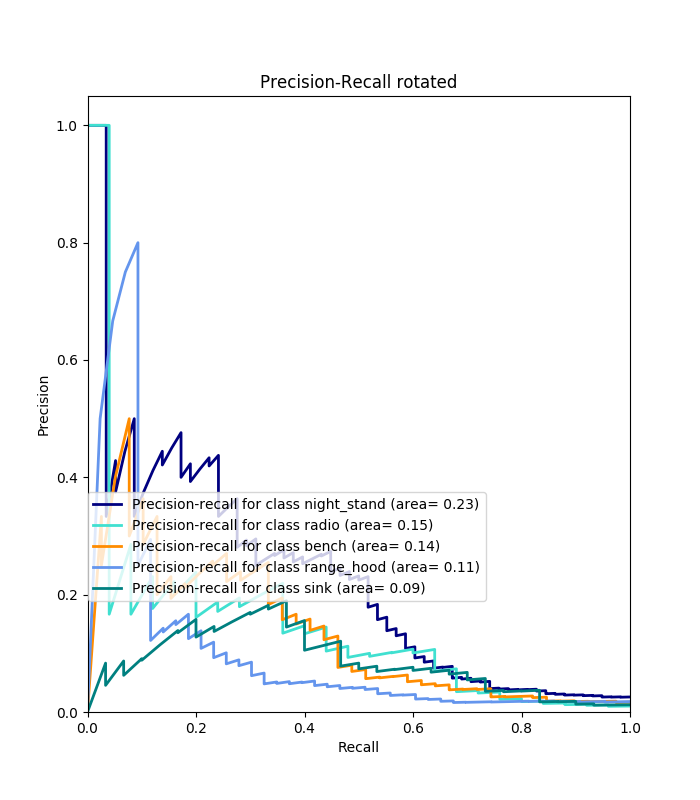 Precision-Recall rotated
1.0
0.8
0.6
0.4
0.2
0.0
Precision
Precision-recall for class night_stand (area= 0.23)
Precision-recall for class radio (area= 0.15)
Precision-recall for class bench (area= 0.14)
Precision-recall for class range_hood (area= 0.11)
Precision-recall for class sink (area= 0.09)
0.0 0.2 0.4 0.6 0.8 1.0
Recall